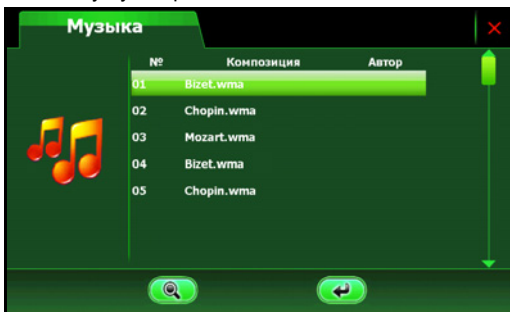 Музыка
№ Композиция Автор
01 Bizet.wma
02 Chopin.wma
03 Mozart.wma
04 Bizet.wma
05 Chopin.wma